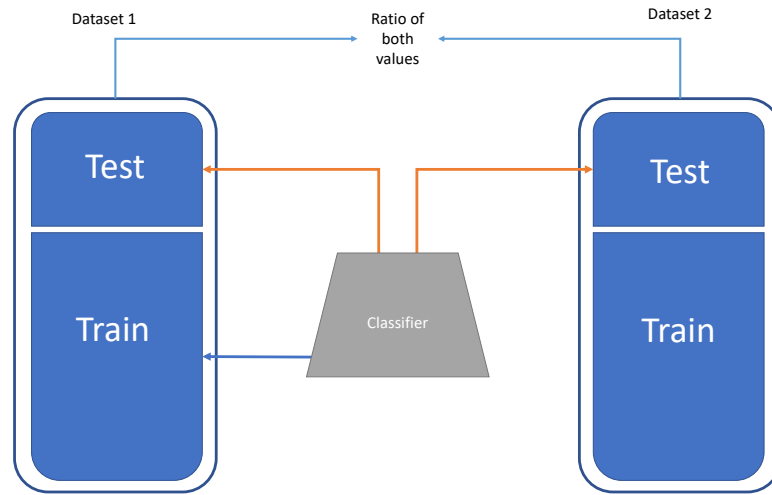 Dataset 1
Ratio of
both
values
Dataset 2
Test
Test
Classifier
Train
Train